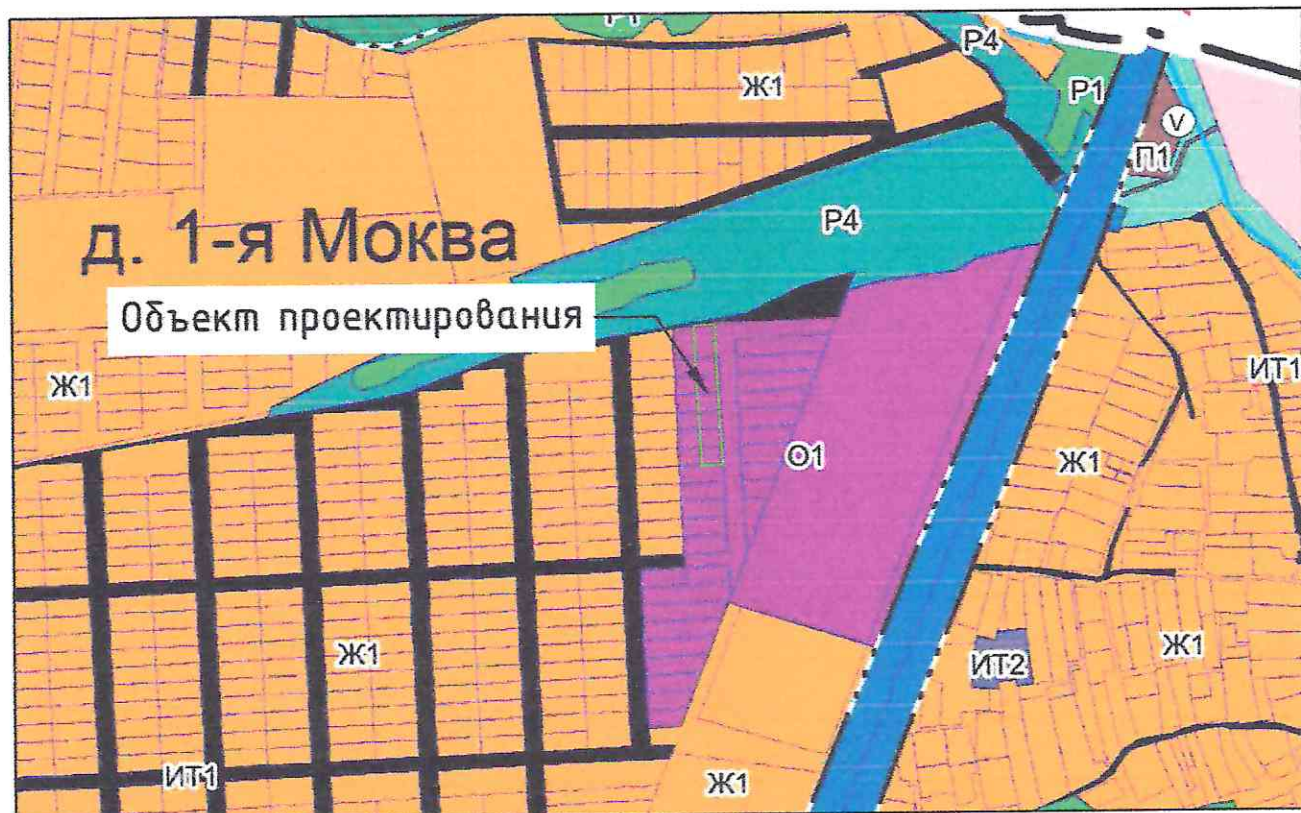 Р4
Ж1
Р1
V
П1
Р4
д. 1-я Моква
Объект проектирования
Ж1
ИТ1
О1
Ж1
Ж1
ИТ2
Ж1
ИТ1
Ж1